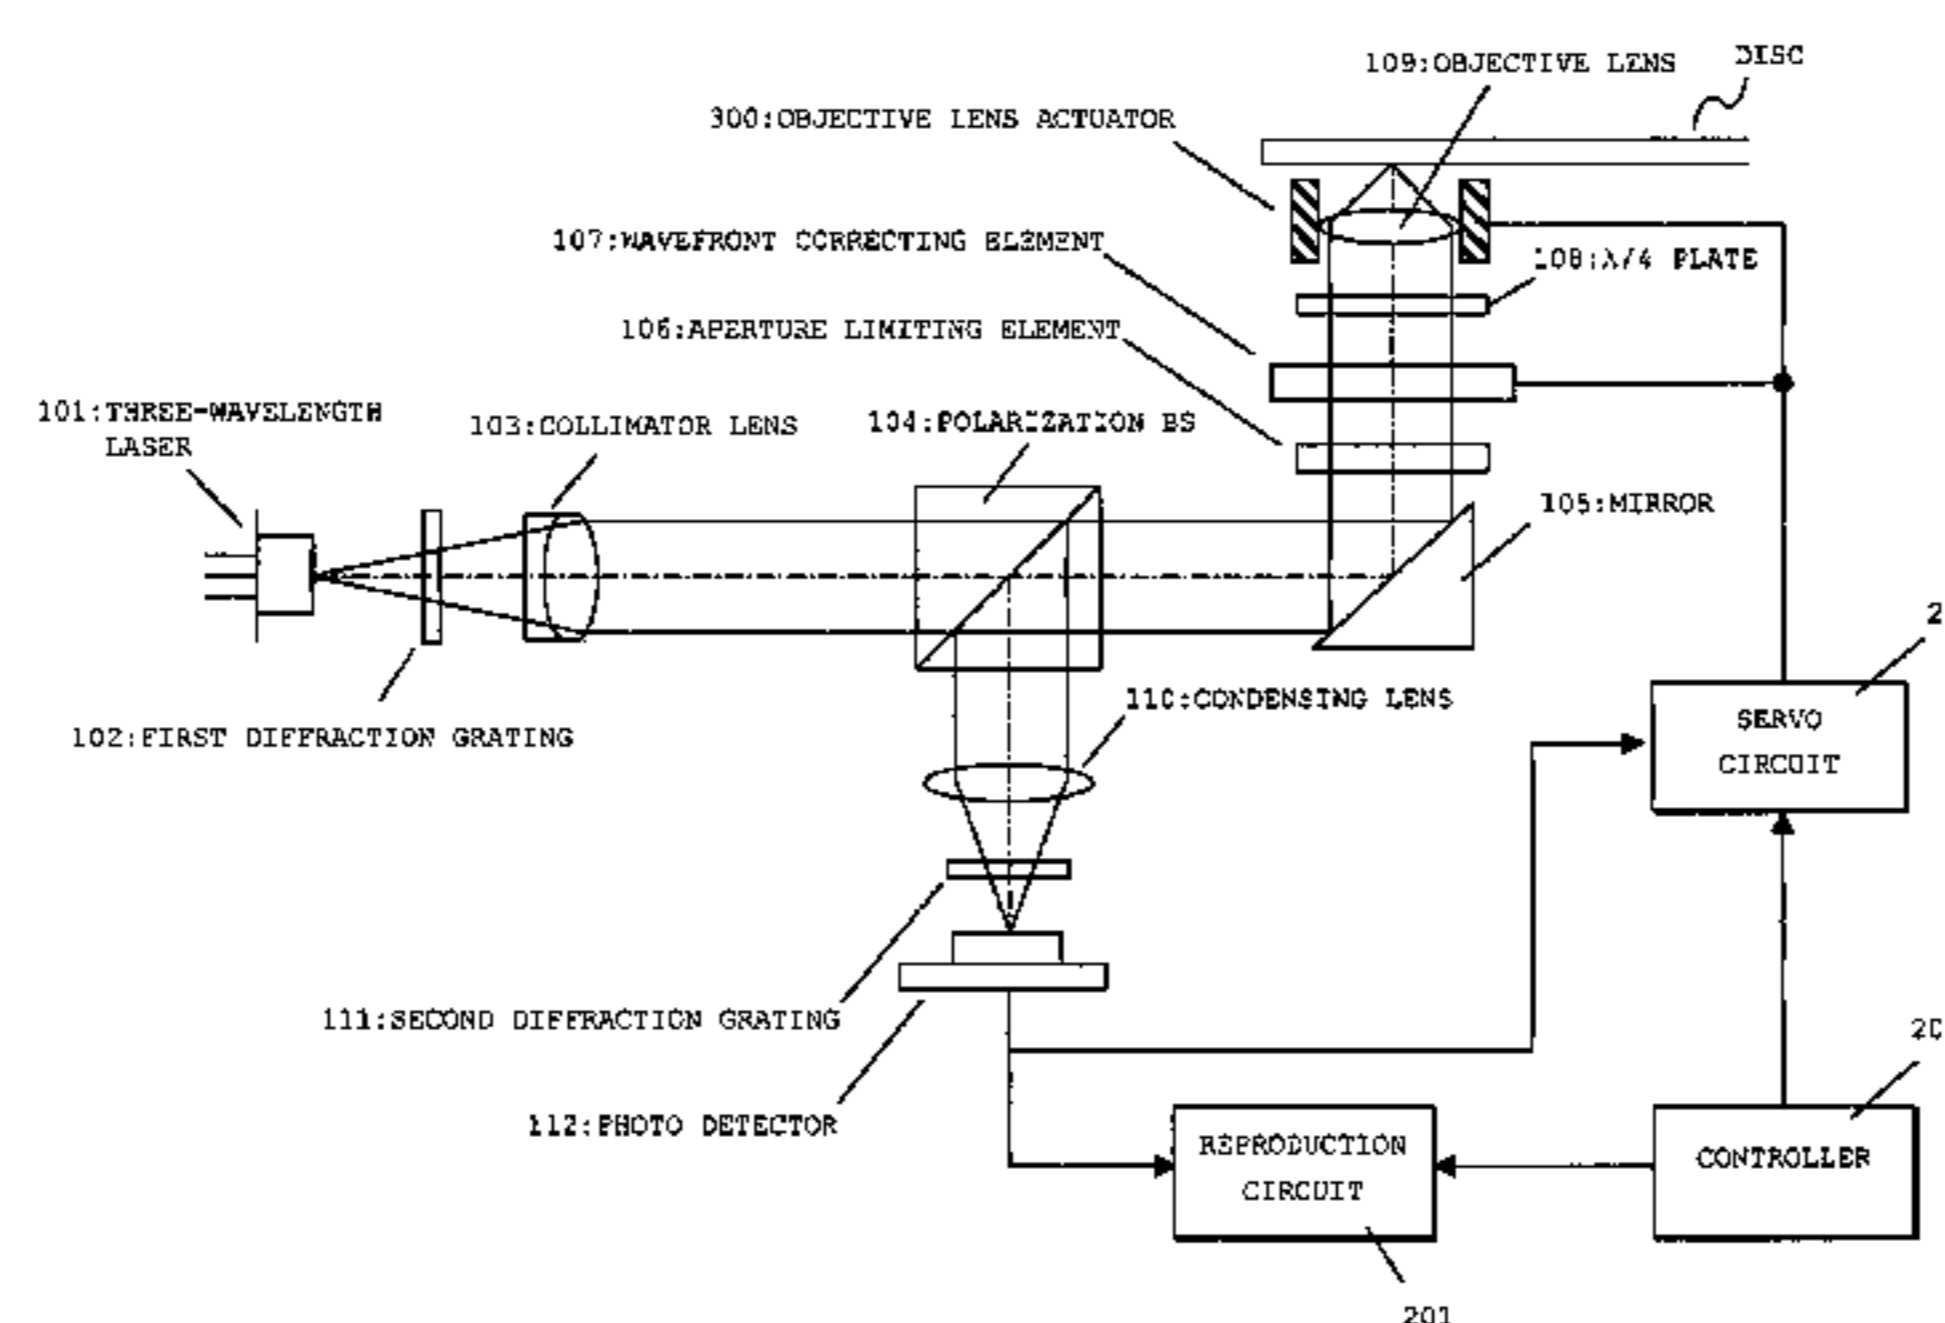 DISC
109:OBJECTIVE LENS
300:OBJECTIVE LENS ACTUATOR
107:WAVEFRONT CORRECTING ELEMENT
108:λ/4 PLATE
106:APERTURE LIMITING ELEMENT
101:THREE-WAVELENGTH
LASER
103:COLLIMATOR LENS
104:POLARIZATION BS
105:MIRROR
2
110:CONDENSING LENS
SERVO
CIRCUIT
102:FIRST DIFFRACTION GRATING
111:SECOND DIFFRACTION GRATING
20
112:PHOTO DETECTOR
REPRODUCTION
CIRCUIT
CONTROLLER
201